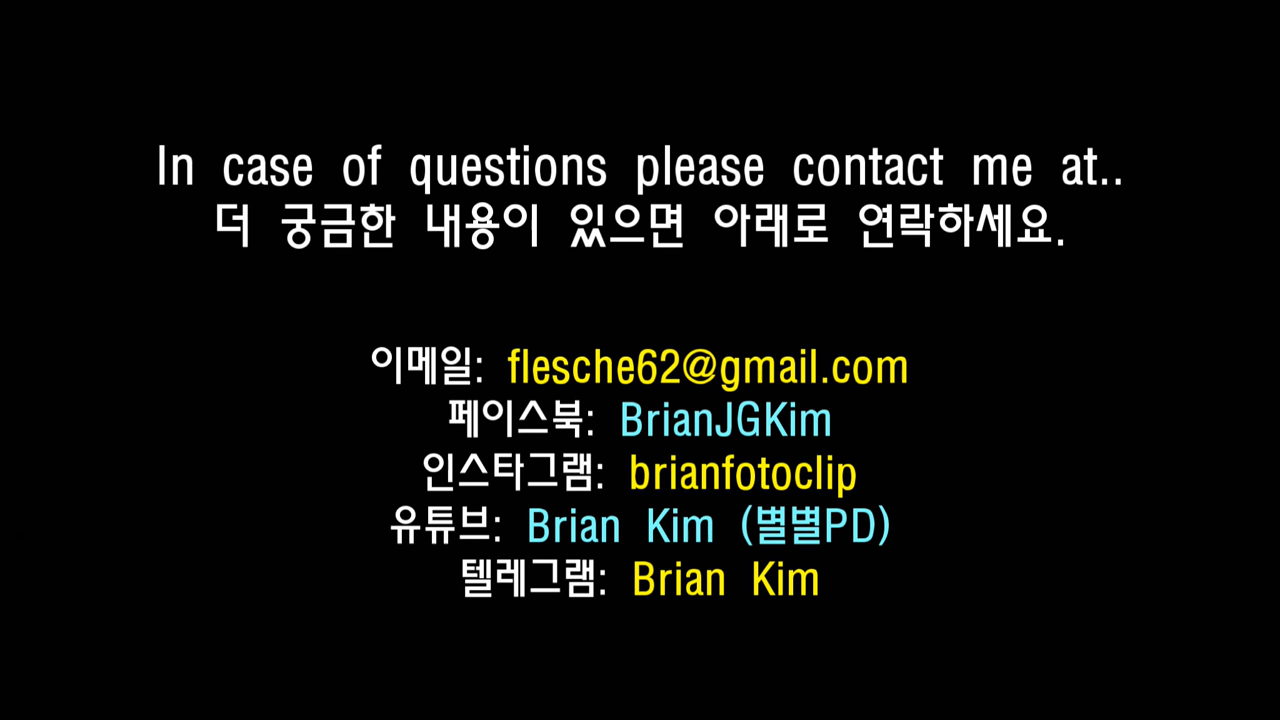 In case of questions please contact me at..
더 궁금한 내용이 있으면 아래로 연락하세요.
이메일: flesche62@gmail.com
페이스북: BrianJGKim
인스타그램: brianfotoclip
유튜브: Brian Kim (별별PD)
텔레그램: Brian Kim